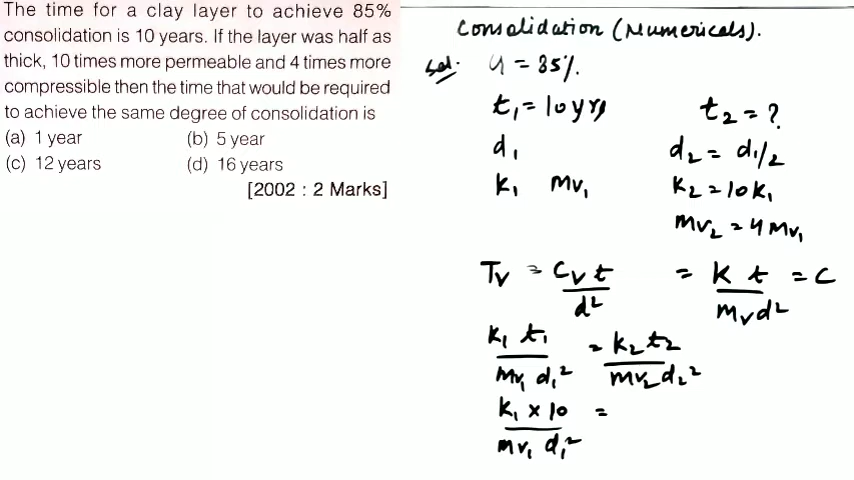 The time for a clay layer to achieve 85%
consolidation is 10 years. If the layer was half as
thick, 10 times more permeable and 4 times more
compressible then the time that would be required
to achieve the same degree of consolidation is
(a) 1 year (b) 5 year
(c) 12 years (d) 16 years
[2002 : 2 Marks]
Consolidation (Numericals).
Sol. U = 85%.
t₁ = 10 yrs t₂ = ?
d₁ d₂ = d₁/2
K₁ mv₁ K₂ = 10K₁
mv₂ = 4mv₁
Tv = Cv t / d² = K t / mv d² = C
K₁ t₁ / mv₁ d₁² = K₂ t₂ / mv₂ d₂²
K₁ × 10 / mv₁ d₁² =